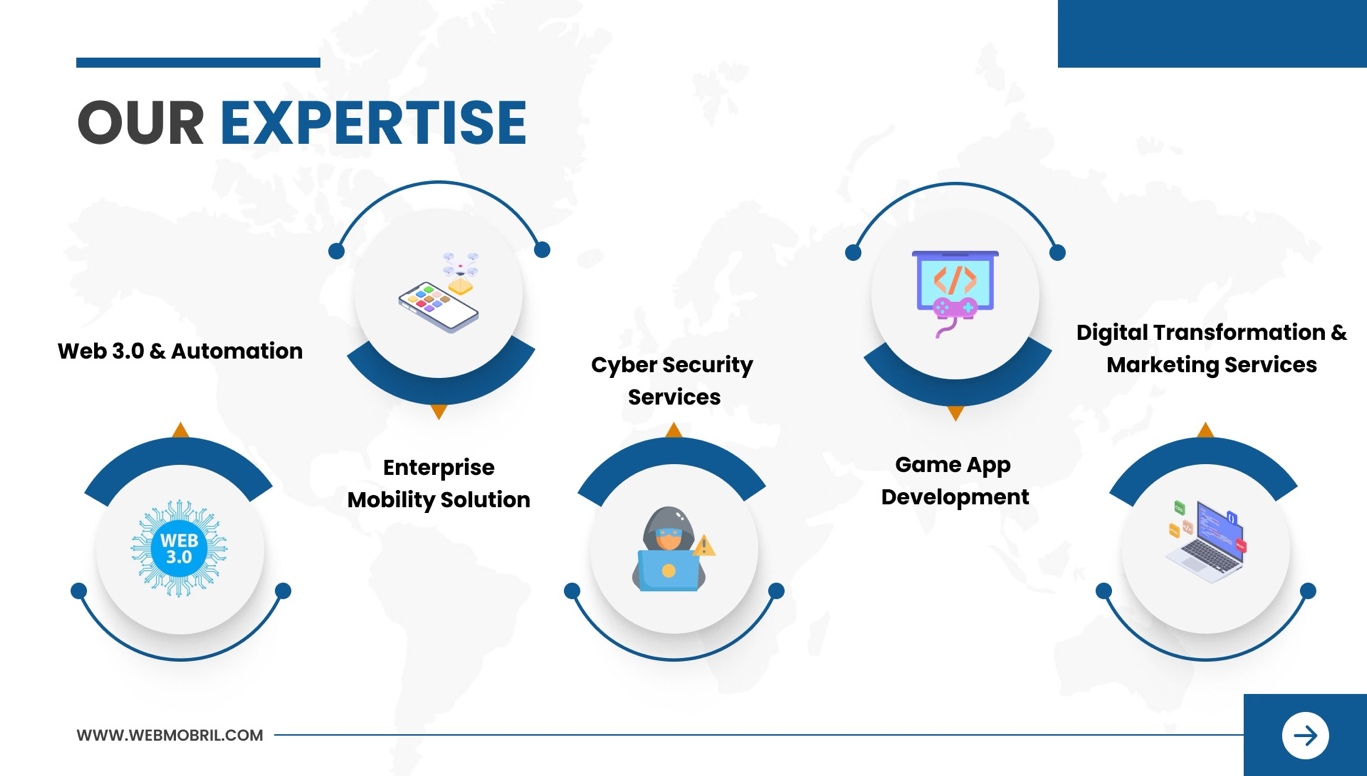 OUR EXPERTISE
Web 3.0 & Automation
WEB
3.0
Enterprise
Mobility Solution
Cyber Security
Services
Game App
Development
Digital Transformation &
Marketing Services
WWW.WEBMOBRIL.COM